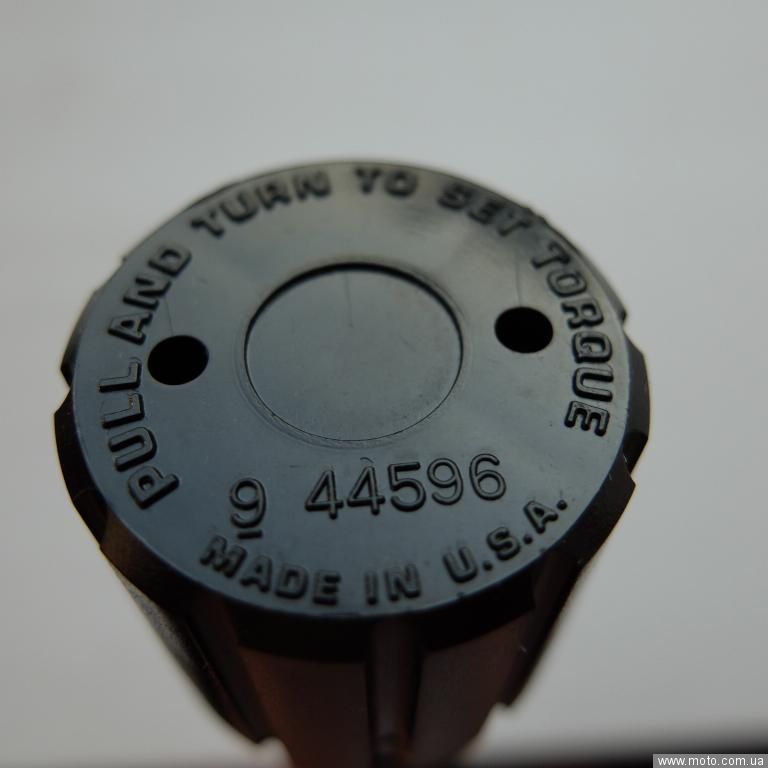 PULL AND TURN TO SET TORQUE
9 44596
MADE IN U.S.A.
www.moto.com.ua